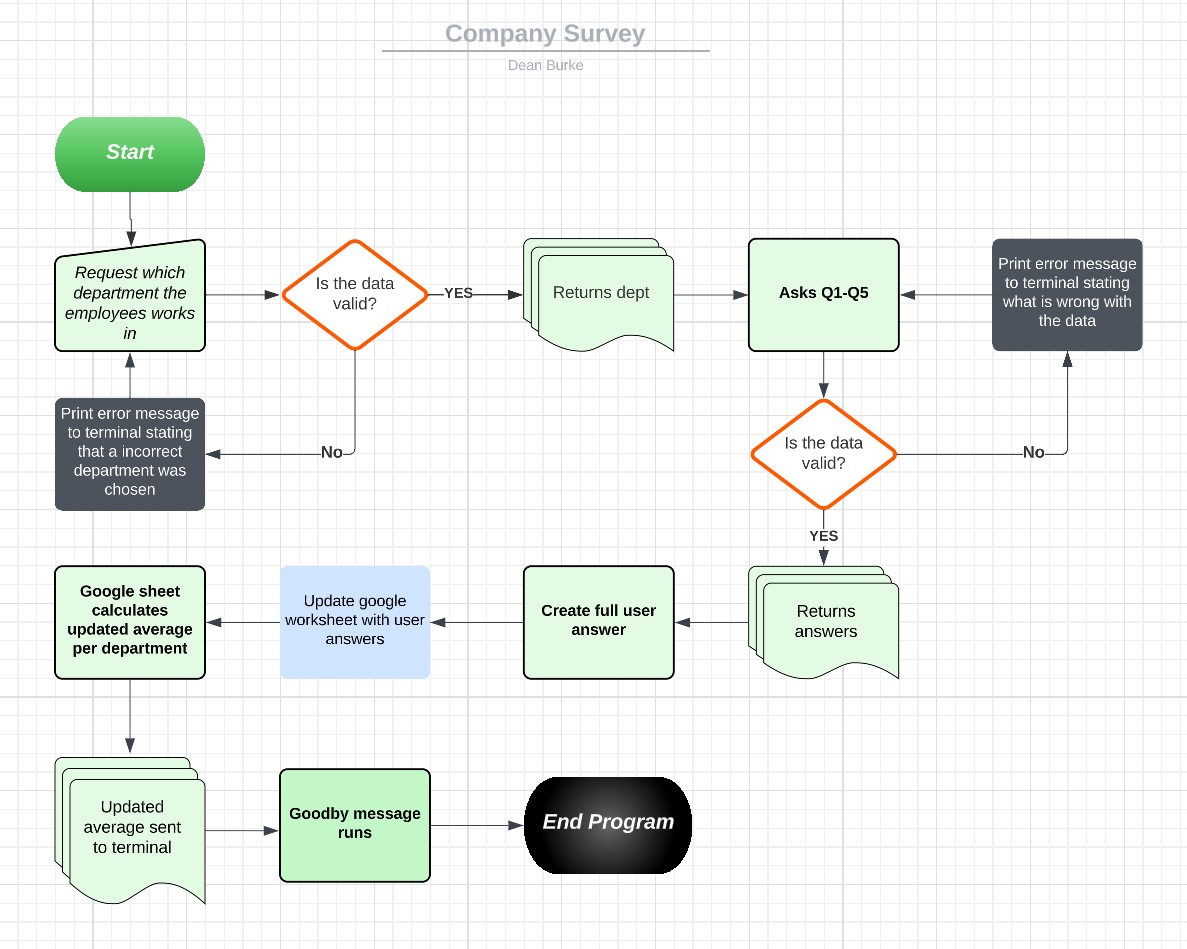 Company Survey
Dean Burke
Start
Request which
department the
employees works
in
Is the data
valid?
YES
Returns dept
Asks Q1-Q5
Print error message
to terminal stating
what is wrong with
the data
Print error message
to terminal stating
that a incorrect
department was
chosen
No
Is the data
valid?
No
YES
Google sheet
calculates
updated average
per department
Update google
worksheet with user
answers
Create full user
answer
Returns
answers
Updated
average sent
to terminal
Goodby message
runs
End Program